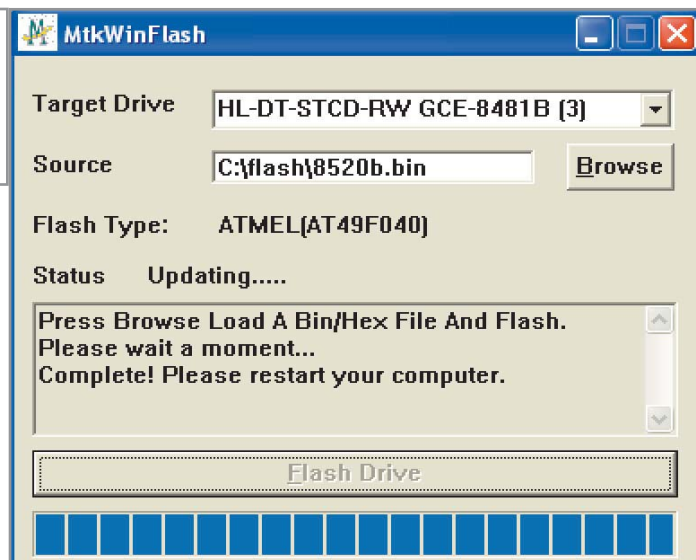 MtkWinFlash
Target Drive HL-DT-STCD-RW GCE-8481B (3)
Source C:\flash\8520b.bin Browse
Flash Type: ATMEL(AT49F040)
Status Updating.....
Press Browse Load A Bin/Hex File And Flash.
Please wait a moment...
Complete! Please restart your computer.
Flash Drive